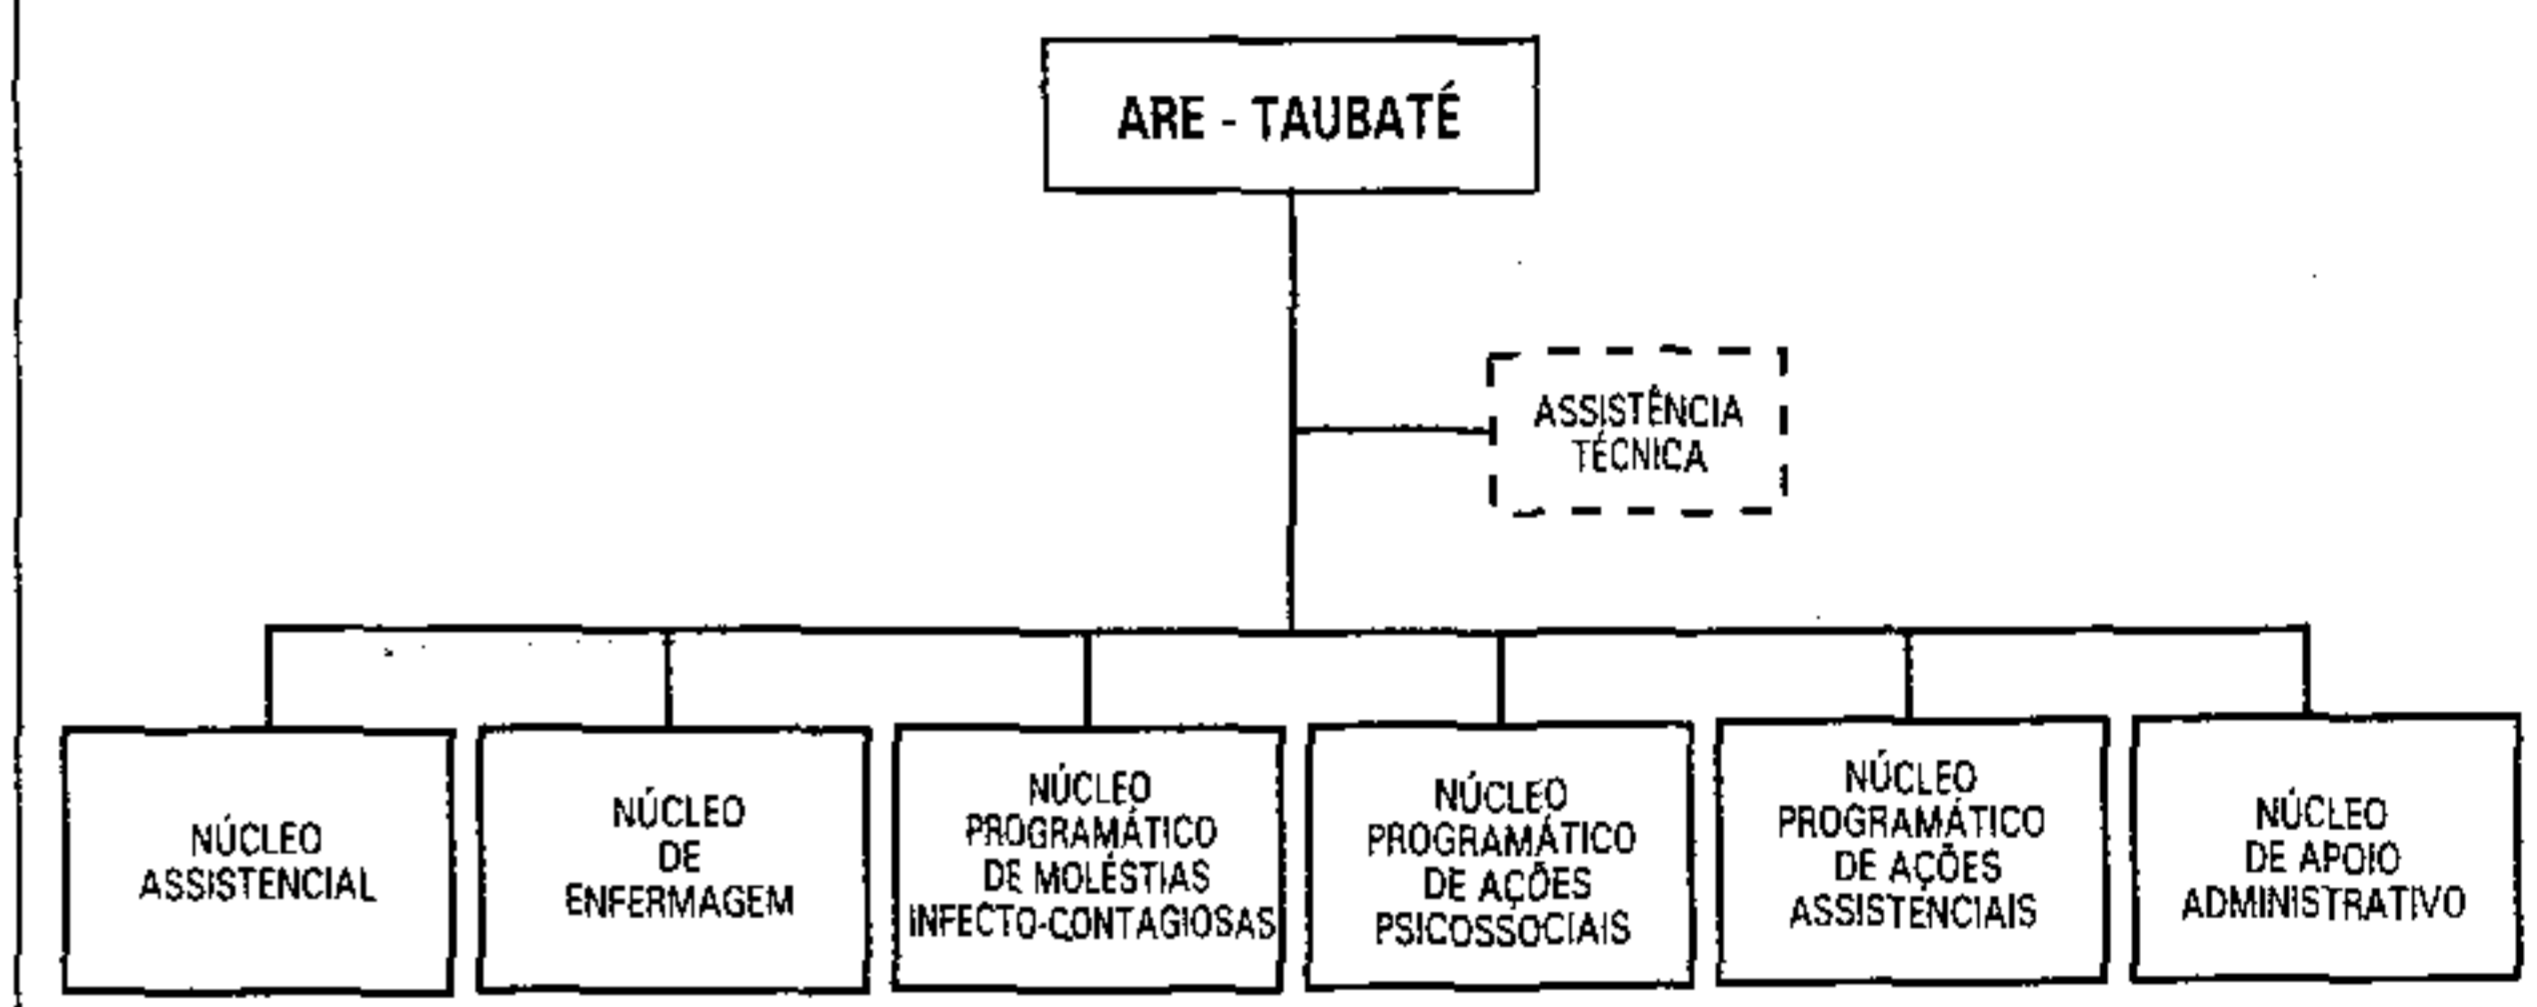 ARE - TAUBATÉ
ASSISTÊNCIA
TÉCNICA
NÚCLEO
ASSISTENCIAL
NÚCLEO
DE
ENFERMAGEM
NÚCLEO
PROGRAMÁTICO
DE MOLÉSTIAS
INFECTO-CONTAGIOSAS
NÚCLEO
PROGRAMÁTICO
DE AÇÕES
PSICOSSOCIAIS
NÚCLEO
PROGRAMÁTICO
DE AÇÕES
ASSISTENCIAIS
NÚCLEO
DE APOIO
ADMINISTRATIVO